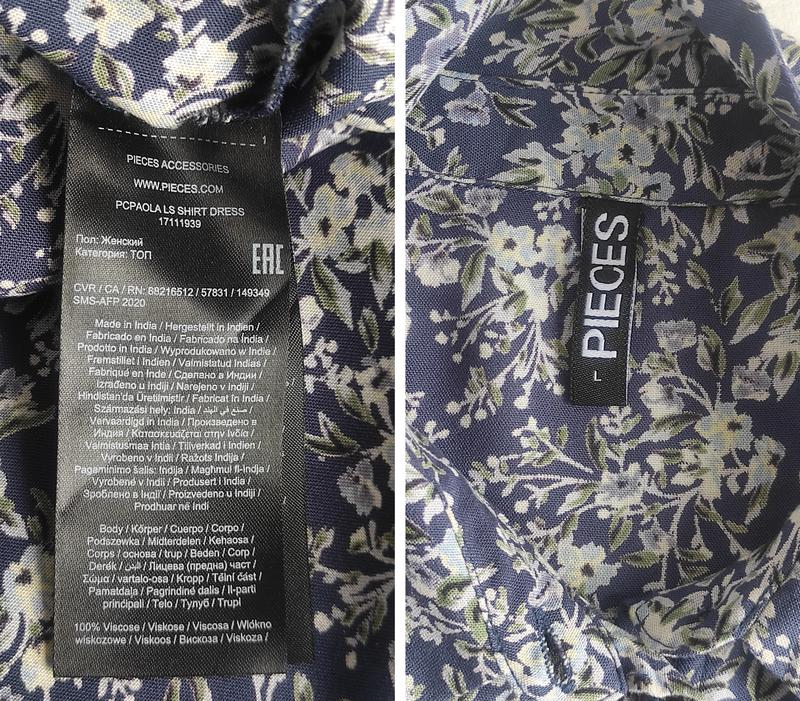 1
PIECES ACCESSORIES
WWW.PIECES.COM
PCPAOLA LS SHIRT DRESS
17111939
Пол: Женский
Категория: ТОП
EAC
CVR / CA / RN: 88216512 / 57831 / 149349
SMS-AFP 2020
Made in India / Hergestellt in Indien /
Fabricado en India / Fabricado na Índia /
Prodotto in India / Wyprodukowano w Indie /
Fremstillet i Indien / Valmistatud Indias /
Fabriqué en Inde / Сделано в Индии /
Izrađeno u Indiji / Narejeno v Indiji /
Hindistan'da Üretilmiştir / Fabricat în India /
Származási hely: India / صنع في الهند /
Vervaardigd in India / Произведено в
Индия / Κατασκευάζεται στην Ινδία /
Valmistusmaa Intia / Tillverkad i Indien /
Vyrobeno v Indii / Ražots Indija /
Pagaminimo šalis: Indija / Magħmul fl-Indja /
Vyrobené v Indii / Produsert i India /
Зроблено в Індії / Proizvedeno u Indiji /
Prodhuar në Indi
Body / Körper / Cuerpo / Corpo /
Podszewka / Midterdelen / Kehaosa /
Corps / основа / trup / Beden / Corp /
Derék / البدن / Лицева (предна) част /
Σώμα / vartalo-osa / Kropp / Tělní část /
Pamatdaļa / Pagrindinė dalis / Il-parti
prinċipali / Telo / Тулуб / Trupi
100% Viscose / Viskose / Viscosa / Włókno
wiskozowe / Viskoos / Вискоза / Viskoza /
PIECES
L